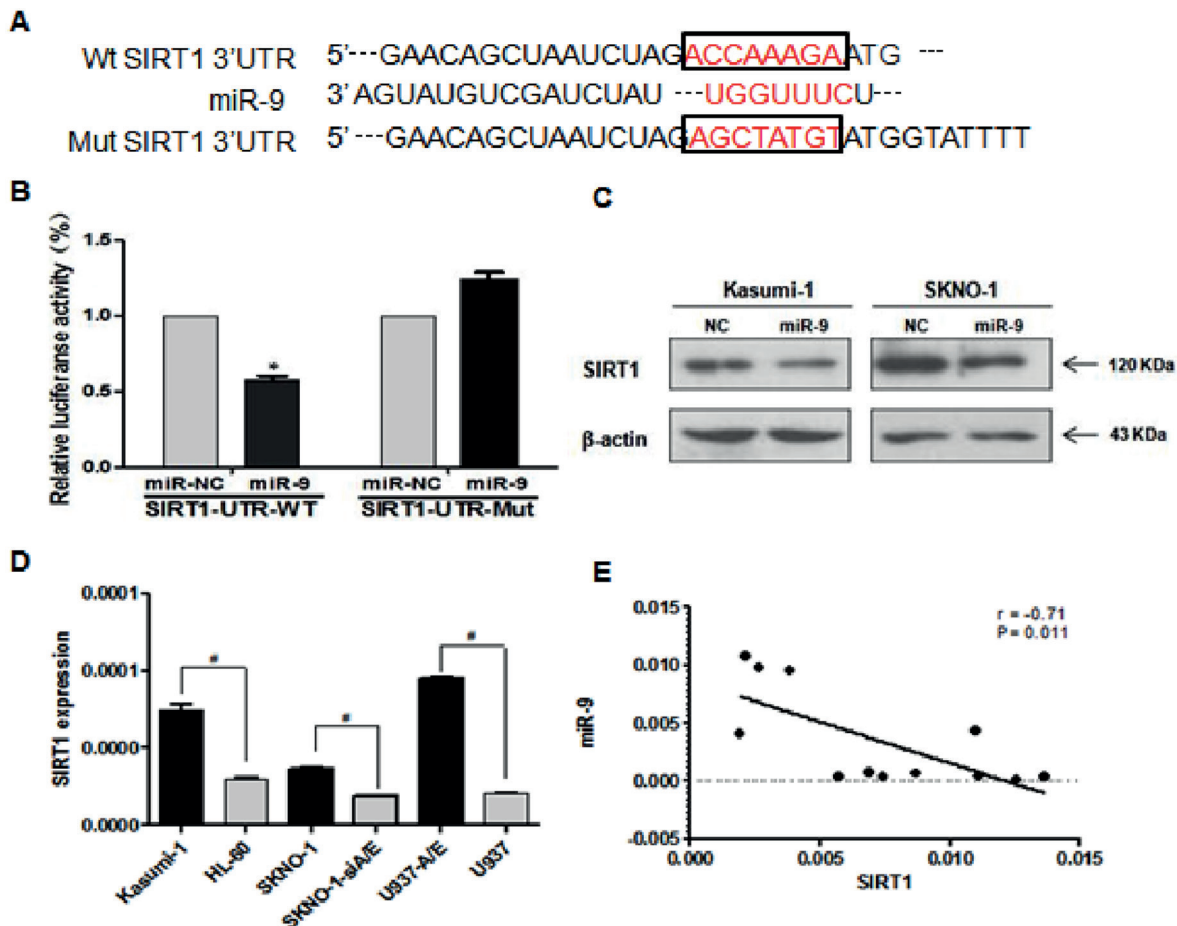 A
Wt SIRT1 3’UTR 5’---GAACAGCUAAUCUAGACCAAAGAATG ---
miR-9 3’AGUAUGUCGAUCUAU ---UGGUUUCU---
Mut SIRT1 3’UTR 5’ ---GAACAGCUAAUCUAGAGCTATGTATGGTATTTT
B
Relative luciferanse activity (%)
1.5
1.0
0.5
0.0
miR-NC miR-9 miR-NC miR-9
SIRT1-UTR-WT SIRT1-UTR-Mut
C
Kasumi-1 SKNO-1
NC miR-9 NC miR-9
SIRT1 120 KDa
β-actin 43 KDa
D
SIRT1 expression
0.0001
0.0001
0.0000
0.0000
*
#
#
#
Kasumi-1 HL-60 SKNO-1 SKNO-1-siA/E U937-A/E U937
E
miR-9
0.015
0.010
0.005
0.000
-0.005
r = -0.71
P = 0.011
0.000 0.005 0.010 0.015
SIRT1